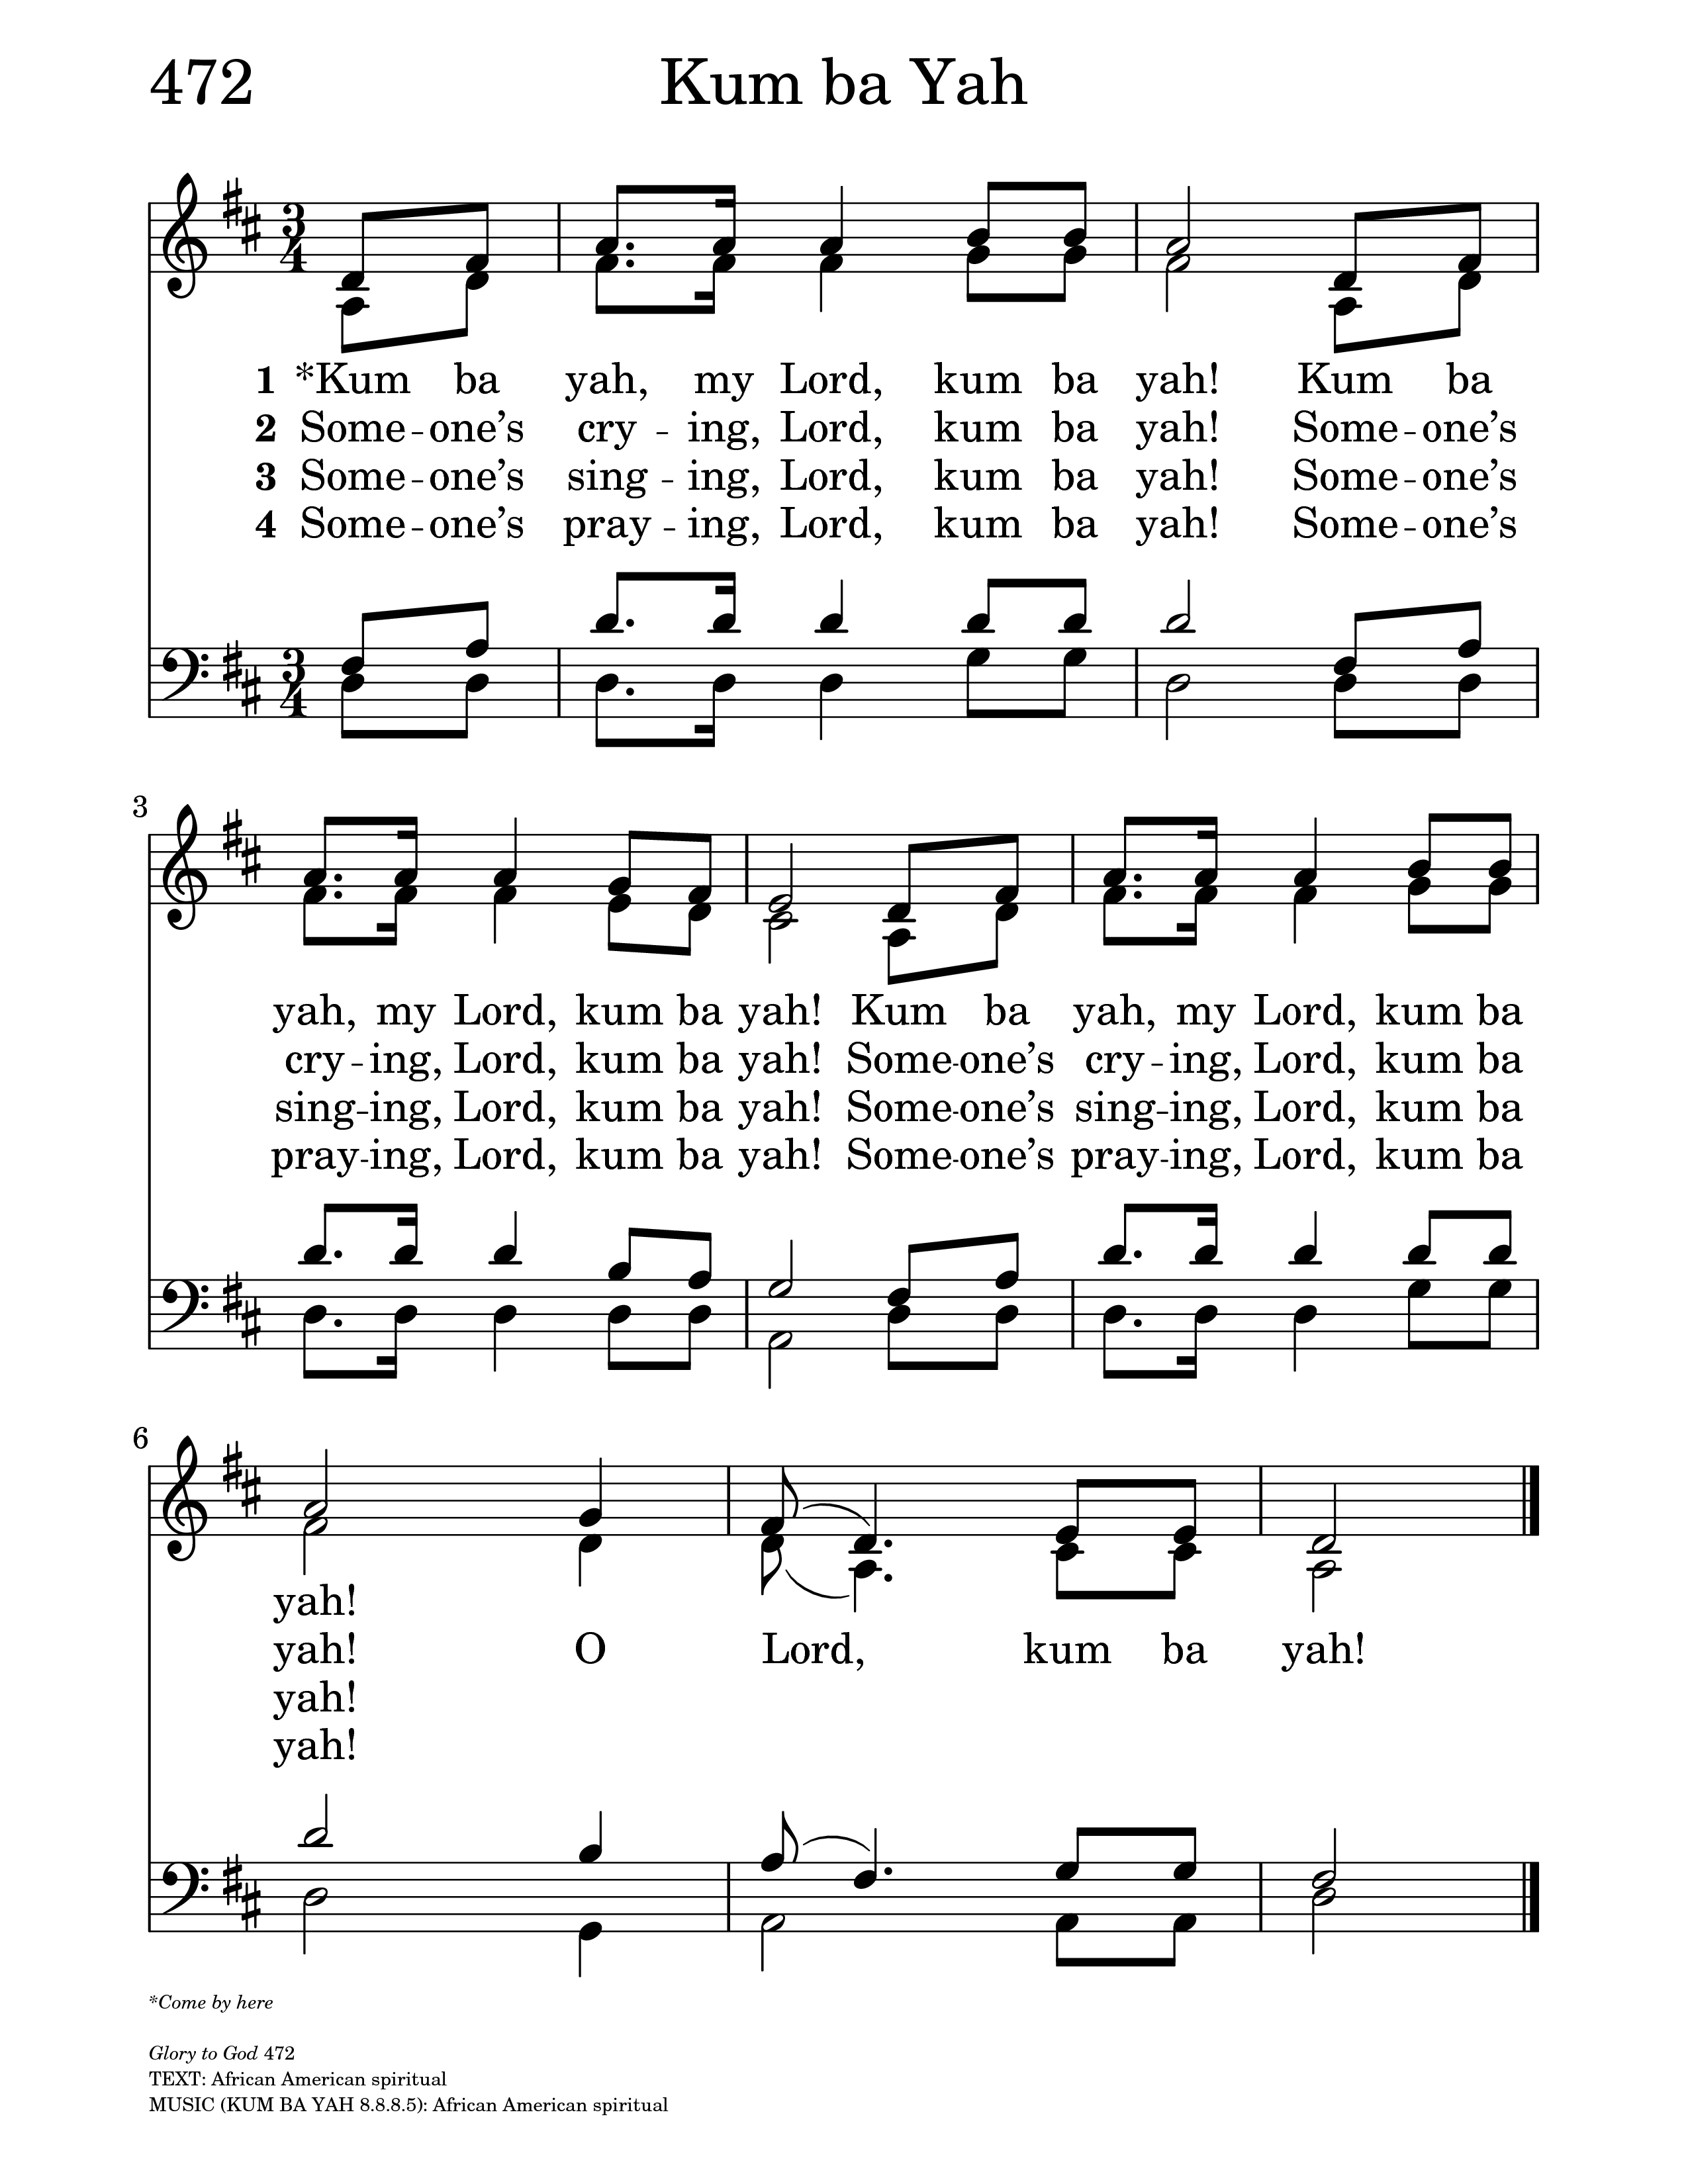 472 Kum ba Yah
1 *Kum ba yah, my Lord, kum ba yah! Kum ba
2 Some – one’s cry – ing, Lord, kum ba yah! Some – one’s
3 Some – one’s sing – ing, Lord, kum ba yah! Some – one’s
4 Some – one’s pray – ing, Lord, kum ba yah! Some – one’s
3
yah, my Lord, kum ba yah! Kum ba yah, my Lord, kum ba
cry – ing, Lord, kum ba yah! Some – one’s cry – ing, Lord, kum ba
sing – ing, Lord, kum ba yah! Some – one’s sing – ing, Lord, kum ba
pray – ing, Lord, kum ba yah! Some – one’s pray – ing, Lord, kum ba
6
yah!
yah! O Lord, kum ba yah!
yah!
yah!
*Come by here
Glory to God 472
TEXT: African American spiritual
MUSIC (KUM BA YAH 8.8.8.5): African American spiritual